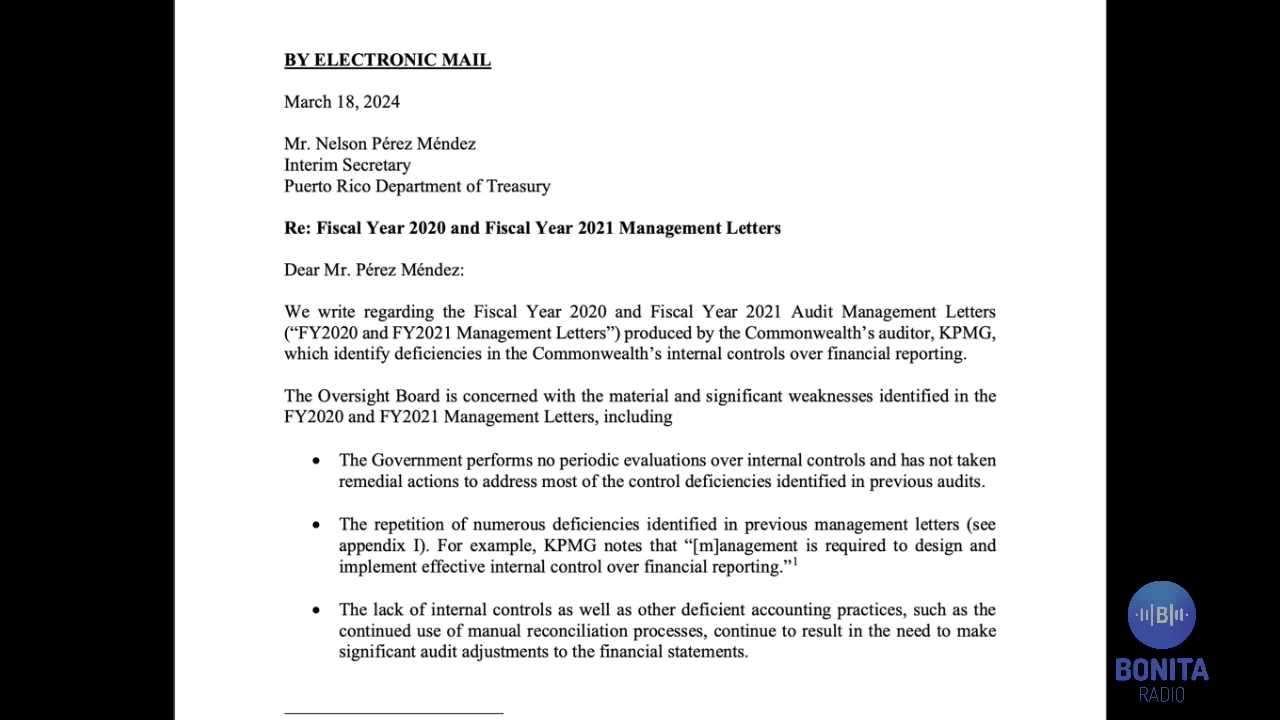 BY ELECTRONIC MAIL
March 18, 2024
Mr. Nelson Pérez Méndez
Interim Secretary
Puerto Rico Department of Treasury
Re: Fiscal Year 2020 and Fiscal Year 2021 Management Letters
Dear Mr. Pérez Méndez:
We write regarding the Fiscal Year 2020 and Fiscal Year 2021 Audit Management Letters
(“FY2020 and FY2021 Management Letters”) produced by the Commonwealth’s auditor, KPMG,
which identify deficiencies in the Commonwealth’s internal controls over financial reporting.
The Oversight Board is concerned with the material and significant weaknesses identified in the
FY2020 and FY2021 Management Letters, including
• The Government performs no periodic evaluations over internal controls and has not taken
remedial actions to address most of the control deficiencies identified in previous audits.
• The repetition of numerous deficiencies identified in previous management letters (see
appendix I). For example, KPMG notes that “[m]anagement is required to design and
implement effective internal control over financial reporting.”1
• The lack of internal controls as well as other deficient accounting practices, such as the
continued use of manual reconciliation processes, continue to result in the need to make
significant audit adjustments to the financial statements.
B
BONITA
RADIO